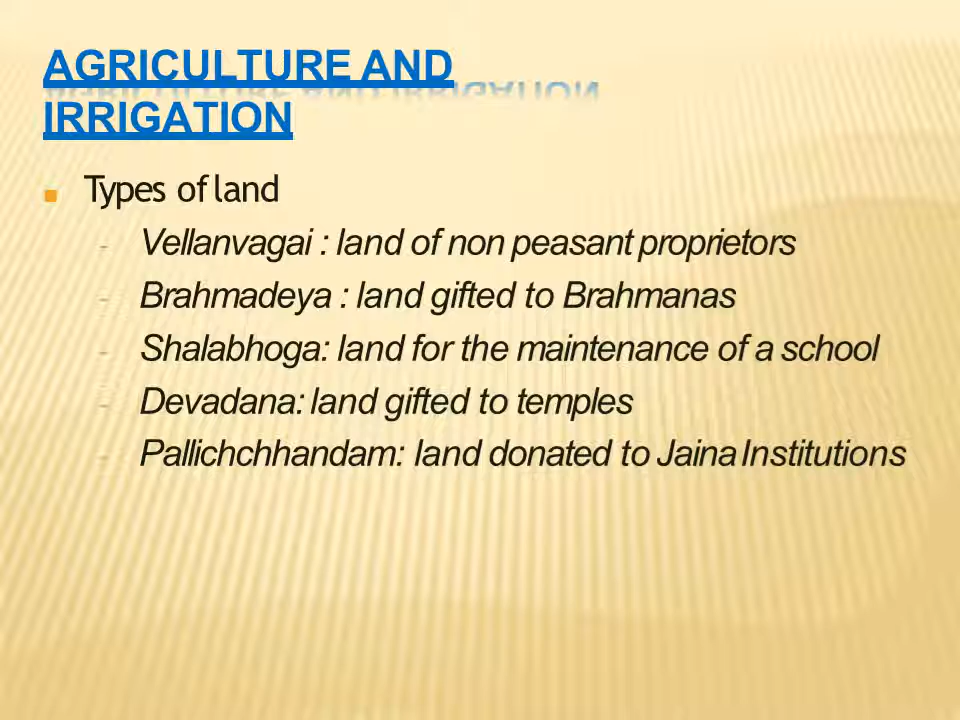 AGRICULTURE AND
IRRIGATION
Types of land
- Vellanvagai : land of non peasant proprietors
- Brahmadeya : land gifted to Brahmanas
- Shalabhoga: land for the maintenance of a school
- Devadana: land gifted to temples
- Pallichchhandam: land donated to Jaina Institutions